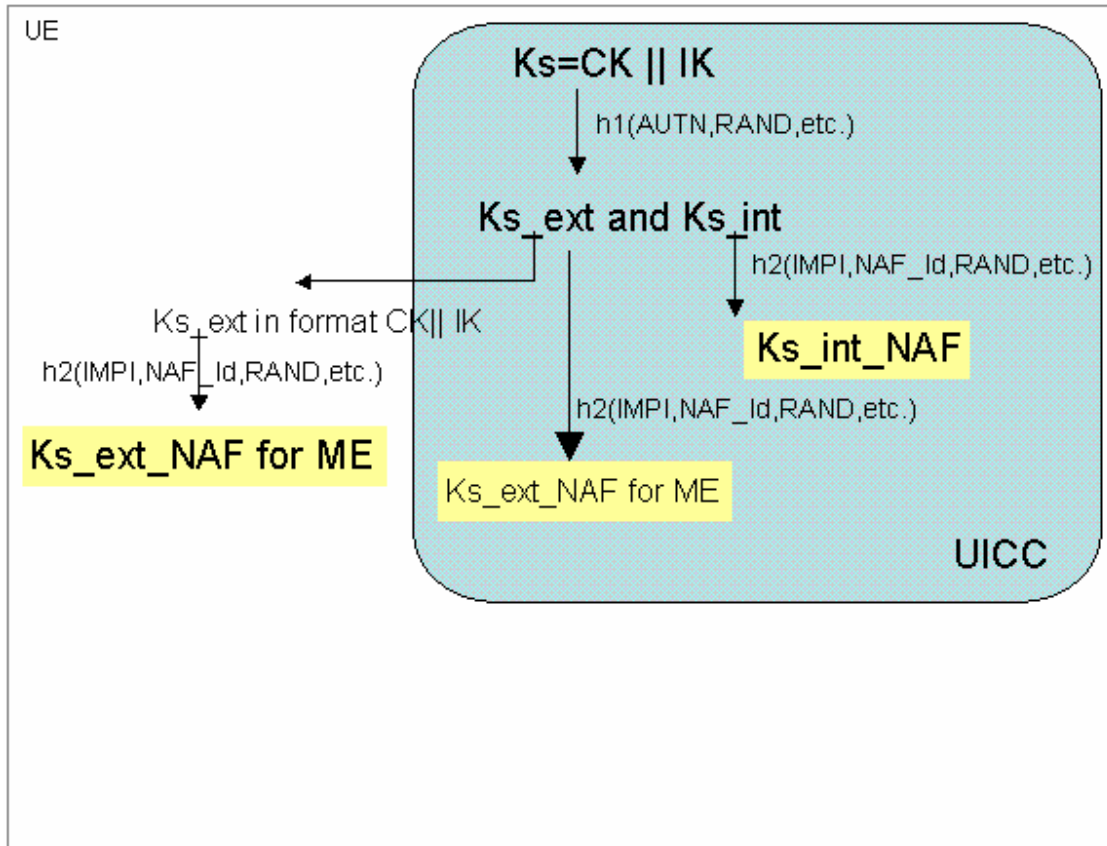 UE
Ks=CK || IK
h1(AUTN,RAND,etc.)
Ks_ext and Ks_int
h2(IMPI,NAF_Id,RAND,etc.)
Ks_ext in format CK|| IK
Ks_int_NAF
h2(IMPI,NAF_Id,RAND,etc.)
h2(IMPI,NAF_Id,RAND,etc.)
Ks_ext_NAF for ME
Ks_ext_NAF for ME
UICC